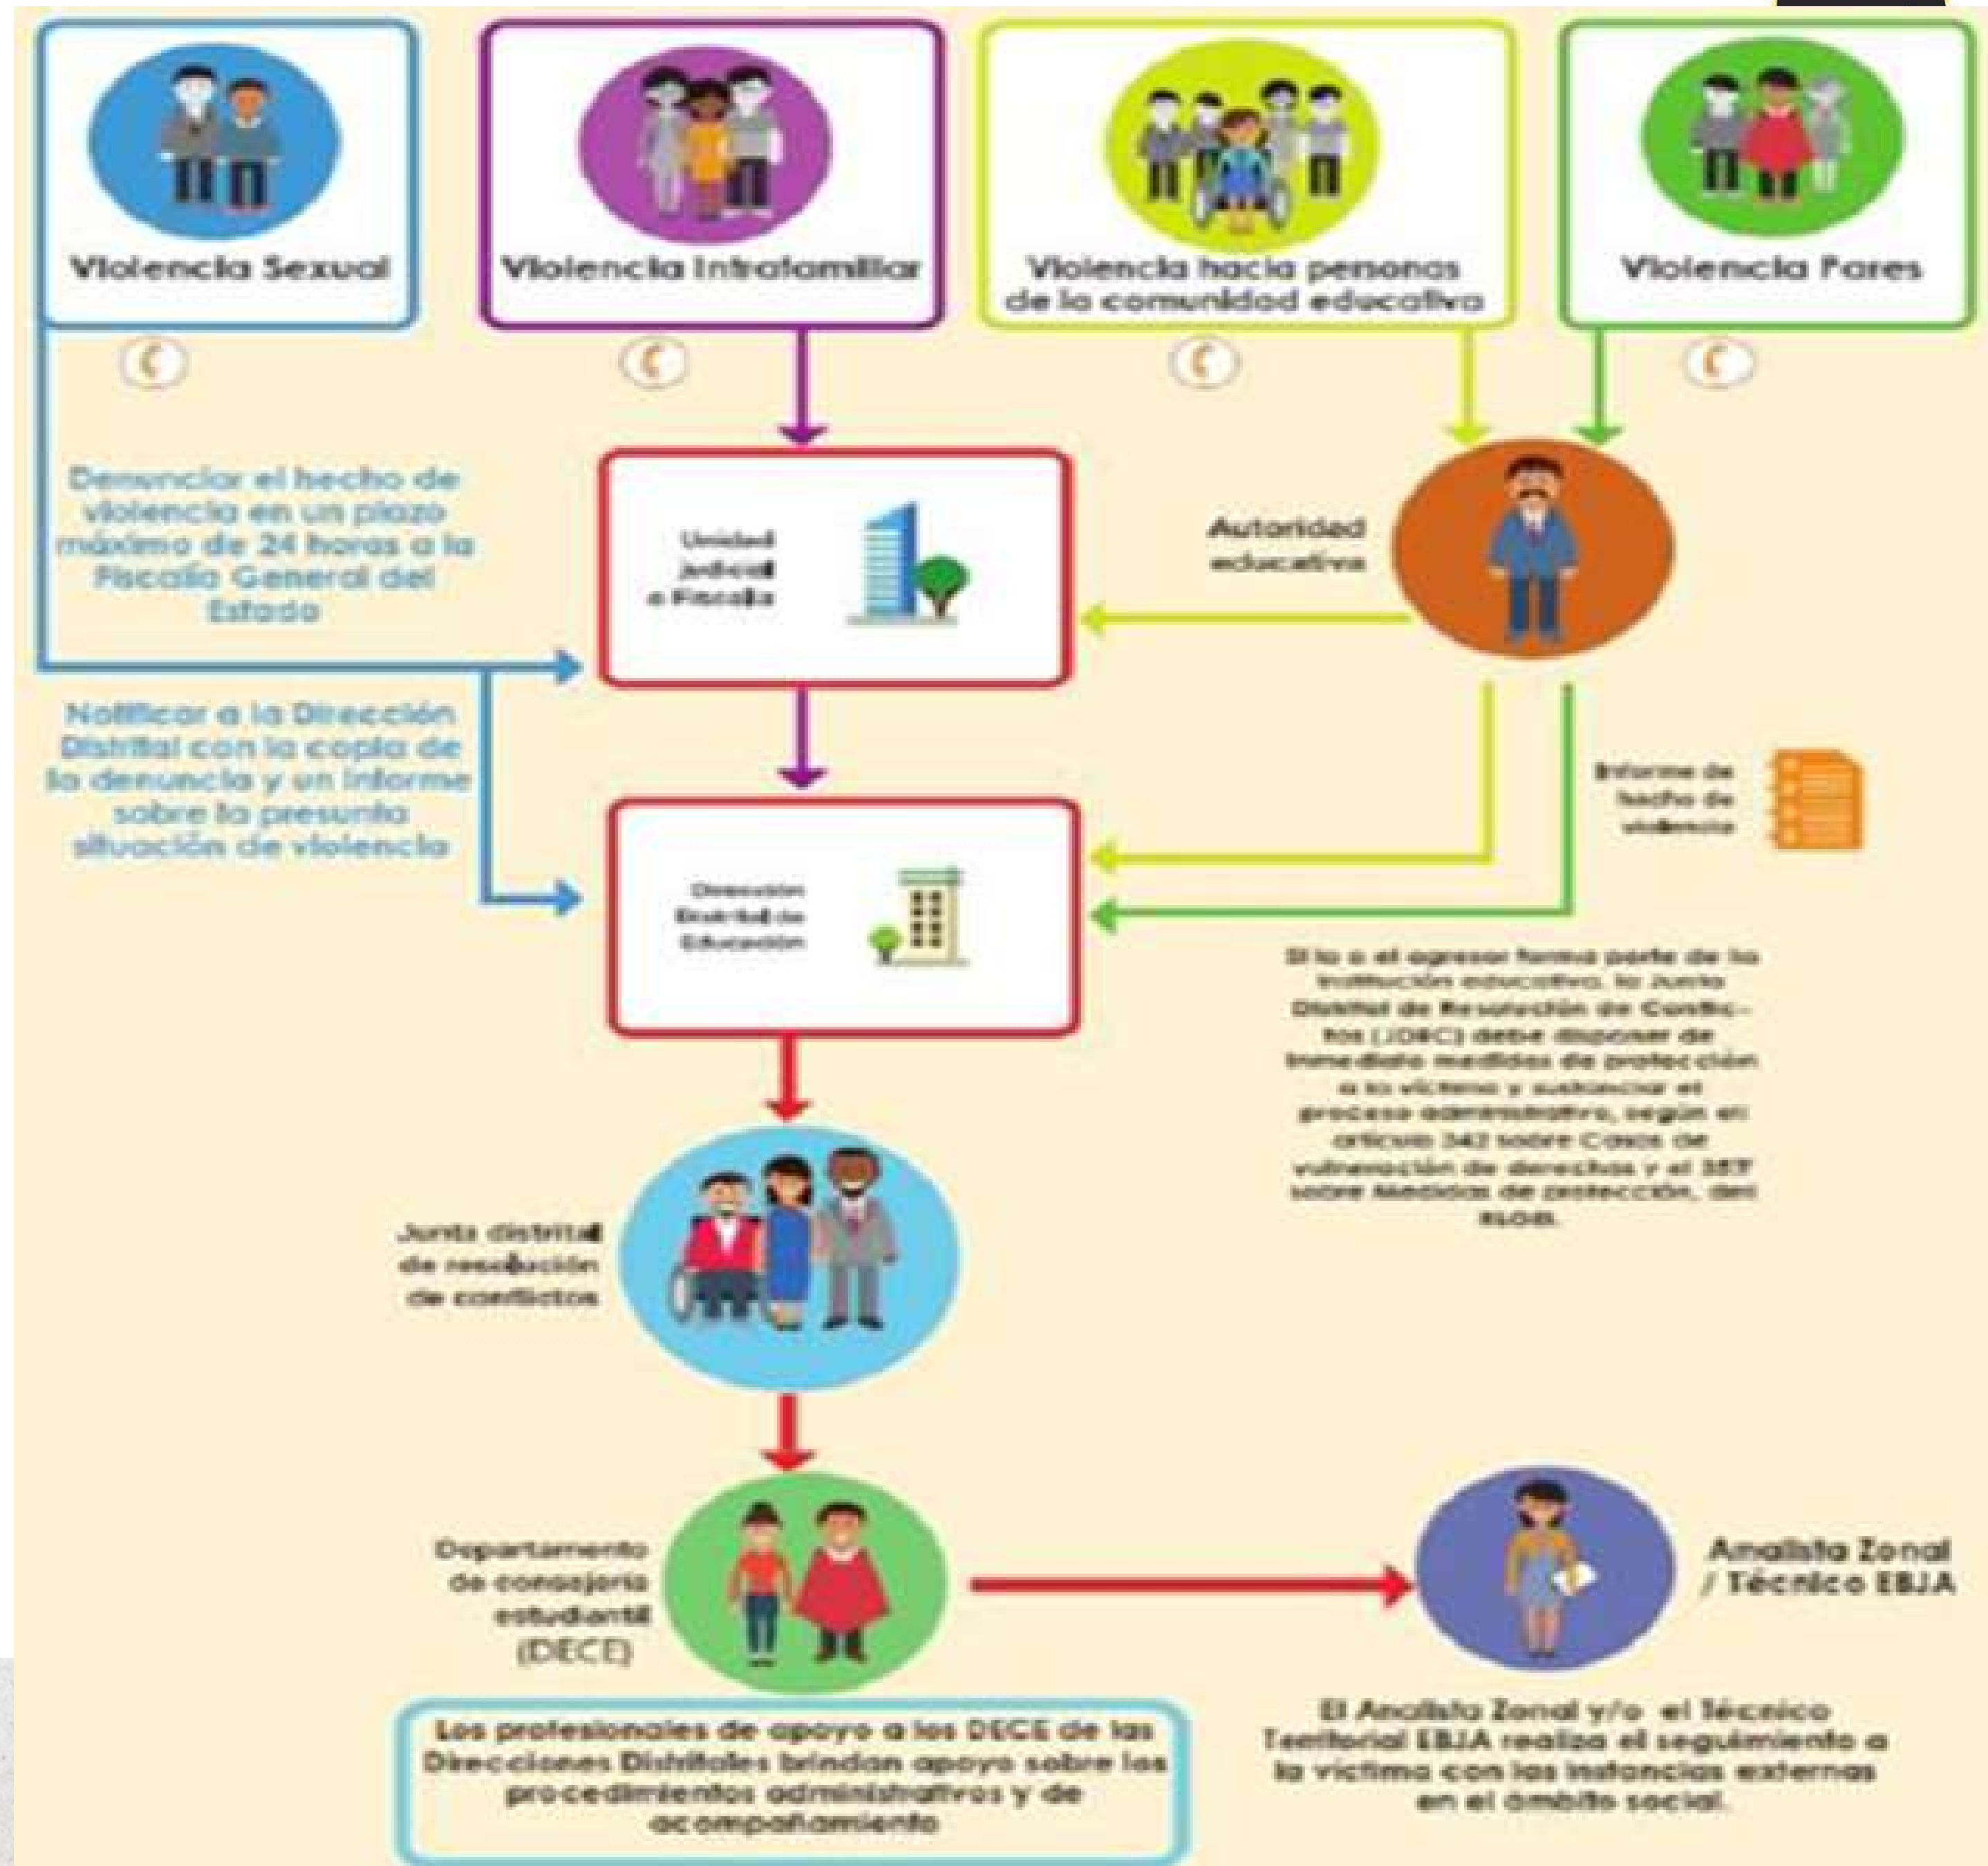 Violencia Sexual
Violencia Intrafamiliar
Violencia hacia personas
de la comunidad educativa
Violencia Pares
Denunciar el hecho de
violencia en un plazo
máximo de 24 horas a la
Fiscalía General del
Estado
Unidad
judicial
o Fiscalía
Autoridad
educativa
Notificar a la Dirección
Distrital con la copia de
la denuncia y un informe
sobre la presunta
situación de violencia
Informe de
hecho de
violencia
Dirección
Distrital de
Educación
Si la o el agresor forma parte de la
institución educativa, la Junta
Distrital de Resolución de Conflic-
tos (JDRC) debe disponer de
inmediato medidas de protección
a la víctima y sustanciar el
proceso administrativo, según el
artículo 342 sobre Casos de
vulneración de derechos y el
sobre Medidas de protección, del
Junta distrital
de resolución
de conflictos
Departamento
de consejería
estudiantil
(DECE)
Analista Zonal
/ Técnico EBJA
Los profesionales de apoyo a los DECE de las
Direcciones Distritales brindan apoyo sobre los
procedimientos administrativos y de
acompañamiento
El Analista Zonal y/o el Técnico
Territorial EBJA realiza el seguimiento a
la víctima con las instancias externas
en el ámbito social.